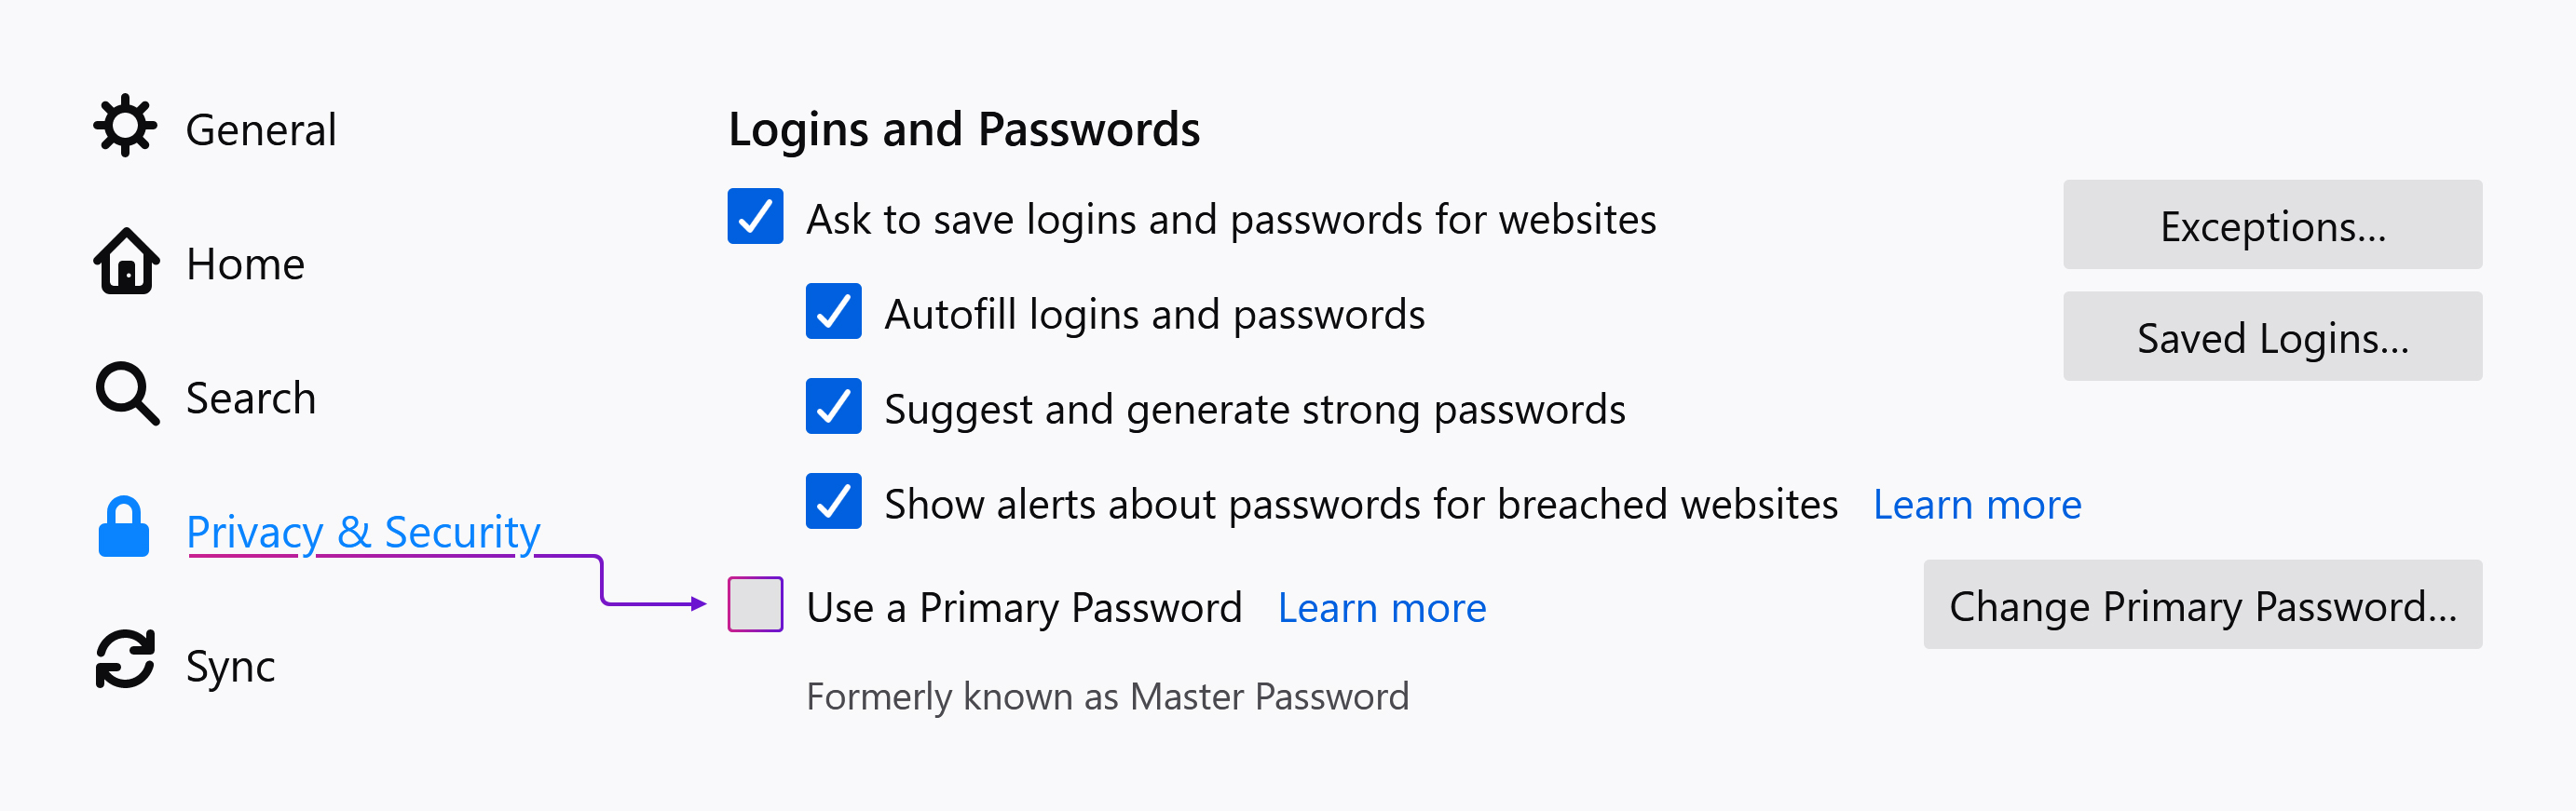 General
Home
Search
Privacy & Security
Sync
Logins and Passwords
Ask to save logins and passwords for websites
Exceptions...
Autofill logins and passwords
Saved Logins...
Suggest and generate strong passwords
Show alerts about passwords for breached websites Learn more
Use a Primary Password Learn more
Change Primary Password...
Formerly known as Master Password